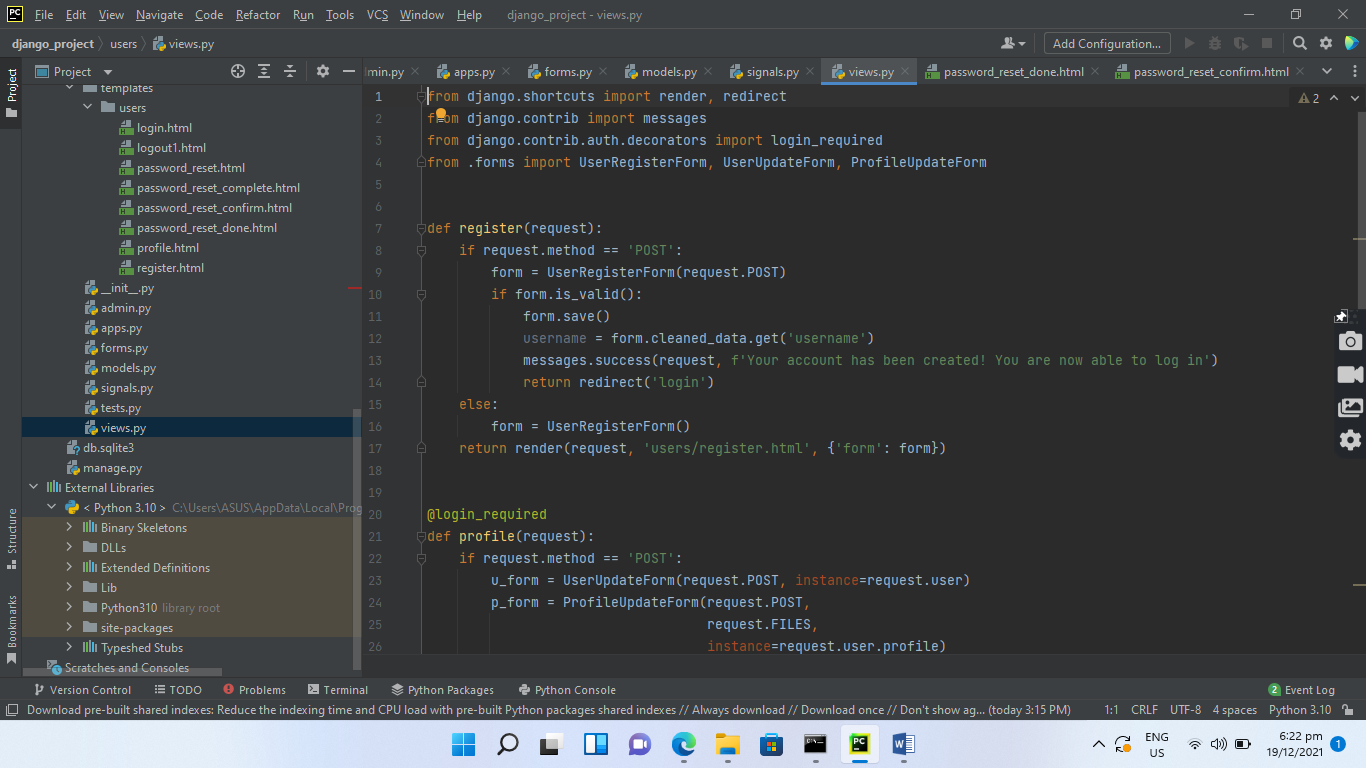 PC File Edit View Navigate Code Refactor Run Tools VCS Window Help django_project - views.py
django_project users views.py Add Configuration...
Project
Project
templates
users
login.html
logout1.html
password_reset.html
password_reset_complete.html
password_reset_confirm.html
password_reset_done.html
profile.html
register.html
__init__.py
admin.py
apps.py
forms.py
models.py
signals.py
tests.py
views.py
db.sqlite3
manage.py
External Libraries
< Python 3.10 > C:\Users\ASUS\AppData\Local\Prog
Binary Skeletons
DLLs
Extended Definitions
Lib
Python310 library root
site-packages
Typeshed Stubs
Scratches and Consoles
Structure
Bookmarks
lmin.py apps.py forms.py models.py signals.py views.py password_reset_done.html password_reset_confirm.html
2
1 from django.shortcuts import render, redirect
2 from django.contrib import messages
3 from django.contrib.auth.decorators import login_required
4 from .forms import UserRegisterForm, UserUpdateForm, ProfileUpdateForm
5
6
7 def register(request):
8 if request.method == 'POST':
9 form = UserRegisterForm(request.POST)
10 if form.is_valid():
11 form.save()
12 username = form.cleaned_data.get('username')
13 messages.success(request, f'Your account has been created! You are now able to log in')
14 return redirect('login')
15 else:
16 form = UserRegisterForm()
17 return render(request, 'users/register.html', {'form': form})
18
19
20 @login_required
21 def profile(request):
22 if request.method == 'POST':
23 u_form = UserUpdateForm(request.POST, instance=request.user)
24 p_form = ProfileUpdateForm(request.POST,
25 request.FILES,
26 instance=request.user.profile)
Version Control TODO Problems Terminal Python Packages Python Console 2 Event Log
Download pre-built shared indexes: Reduce the indexing time and CPU load with pre-built Python packages shared indexes // Always download // Download once // Don't show ag... (today 3:15 PM) 1:1 CRLF UTF-8 4 spaces Python 3.10
PC W ENG US 6:22 pm 19/12/2021 1